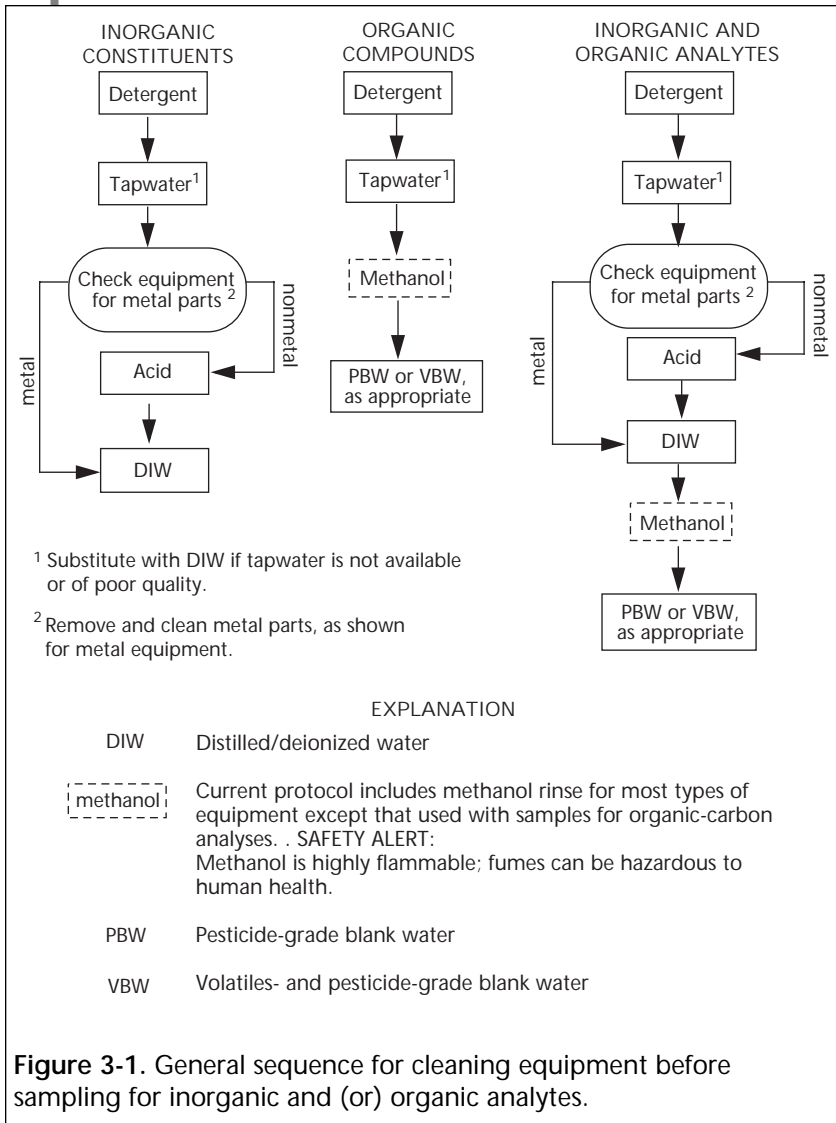 INORGANIC
CONSTITUENTS
Detergent
Tapwater1
Check equipment
for metal parts 2
metal
nonmetal
Acid
DIW
ORGANIC
COMPOUNDS
Detergent
Tapwater1
Methanol
PBW or VBW,
as appropriate
INORGANIC AND
ORGANIC ANALYTES
Detergent
Tapwater1
Check equipment
for metal parts 2
metal
nonmetal
Acid
DIW
Methanol
PBW or VBW,
as appropriate
1 Substitute with DIW if tapwater is not available
or of poor quality.
2 Remove and clean metal parts, as shown
for metal equipment.
EXPLANATION
DIW Distilled/deionized water
methanol Current protocol includes methanol rinse for most types of
equipment except that used with samples for organic-carbon
analyses. . SAFETY ALERT:
Methanol is highly flammable; fumes can be hazardous to
human health.
PBW Pesticide-grade blank water
VBW Volatiles- and pesticide-grade blank water
Figure 3-1. General sequence for cleaning equipment before
sampling for inorganic and (or) organic analytes.